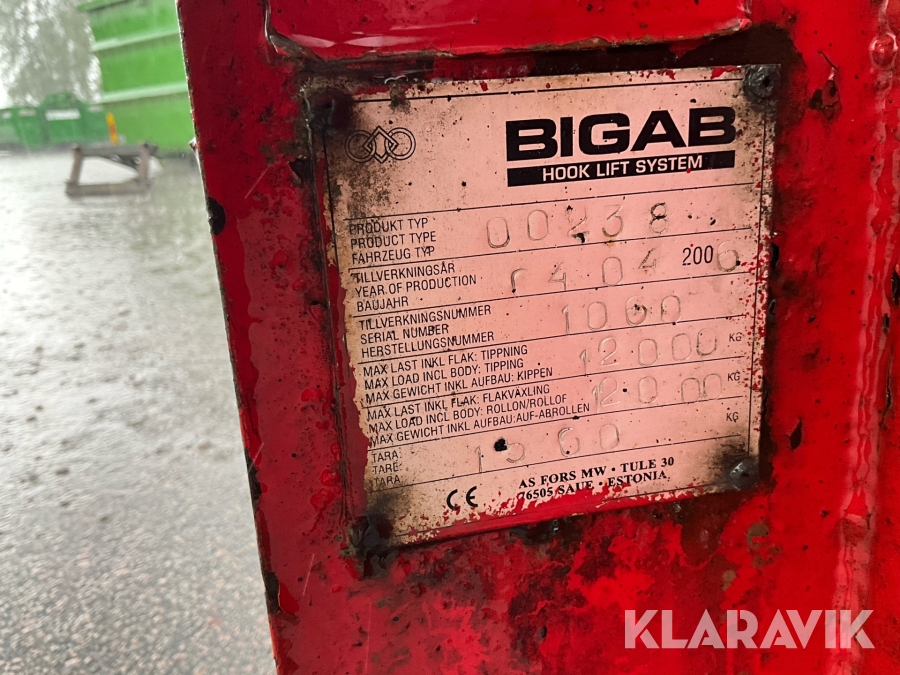 BIGAB
HOOK LIFT SYSTEM
PRODUKT TYP
PRODUCT TYPE 00238
FAHRZEUG TYP
TILLVERKNINGSÅR
YEAR OF PRODUCTION 0404 2006
BAUJAHR
TILLVERKNINGSNUMMER
SERIAL NUMBER 1060
HERSTELLUNGSNUMMER
MAX LAST INKL FLAK: TIPPNING
MAX LOAD INCL BODY: TIPPING 12000 KG
MAX GEWICHT INKL AUFBAU: KIPPEN
MAX LAST INKL FLAK: FLAKVÄXLING
MAX LOAD INCL BODY: ROLLON/ROLLOF 12000 KG
MAX GEWICHT INKL AUFBAU: AUF-ABROLLEN
TARA:
TARE: 1560 KG
TARA:
CE
AS FORS MW · TULE 30
76505 SAUE · ESTONIA
KLARAVIK